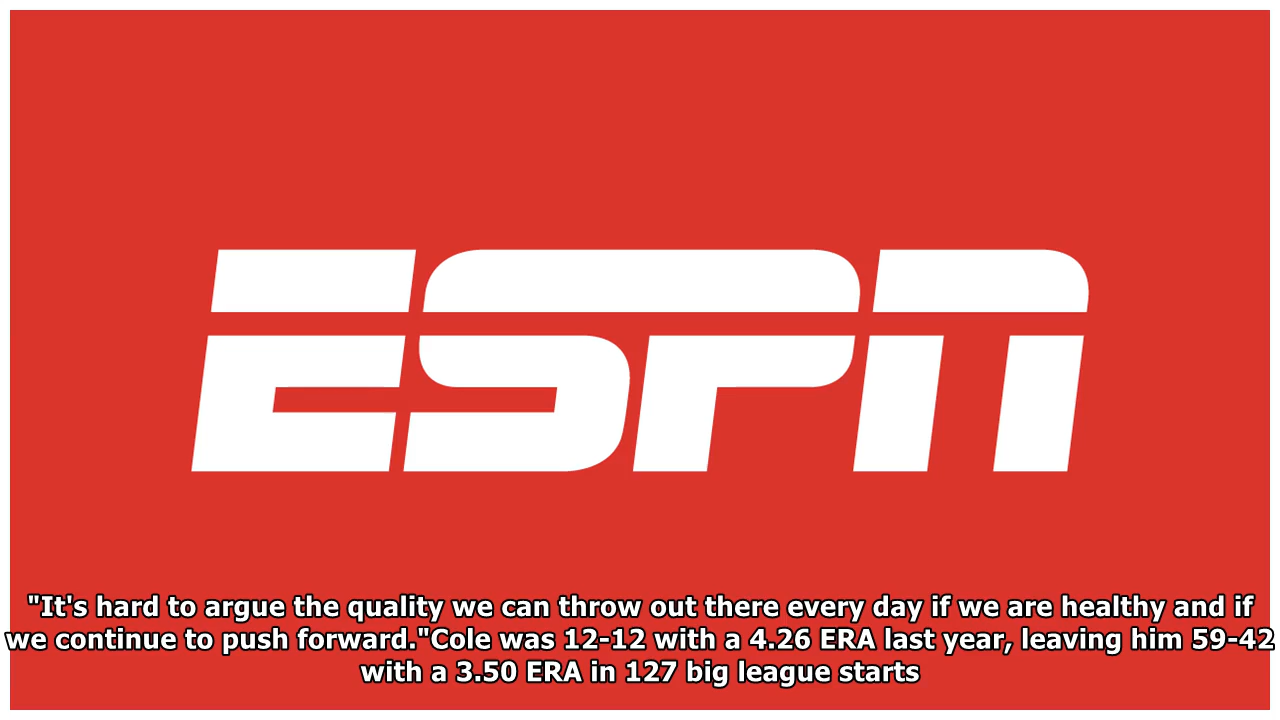 ESPN
"It's hard to argue the quality we can throw out there every day if we are healthy and if
we continue to push forward."Cole was 12-12 with a 4.26 ERA last year, leaving him 59-42
with a 3.50 ERA in 127 big league starts